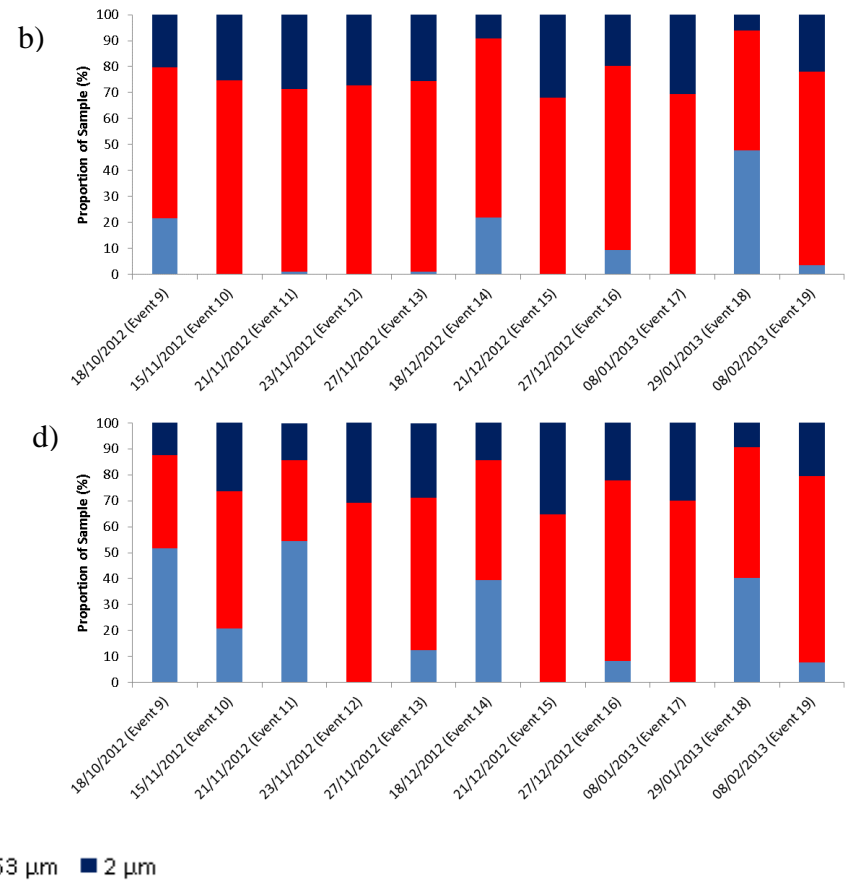 b)
Proportion of Sample (%)
100
90
80
70
60
50
40
30
20
10
0
18/10/2012 (Event 9)
15/11/2012 (Event 10)
21/11/2012 (Event 11)
23/11/2012 (Event 12)
27/11/2012 (Event 13)
18/12/2012 (Event 14)
21/12/2012 (Event 15)
27/12/2012 (Event 16)
08/01/2013 (Event 17)
29/01/2013 (Event 18)
08/02/2013 (Event 19)
d)
Proportion of Sample (%)
100
90
80
70
60
50
40
30
20
10
0
18/10/2012 (Event 9)
15/11/2012 (Event 10)
21/11/2012 (Event 11)
23/11/2012 (Event 12)
27/11/2012 (Event 13)
18/12/2012 (Event 14)
21/12/2012 (Event 15)
27/12/2012 (Event 16)
08/01/2013 (Event 17)
29/01/2013 (Event 18)
08/02/2013 (Event 19)
3 µm 2 µm